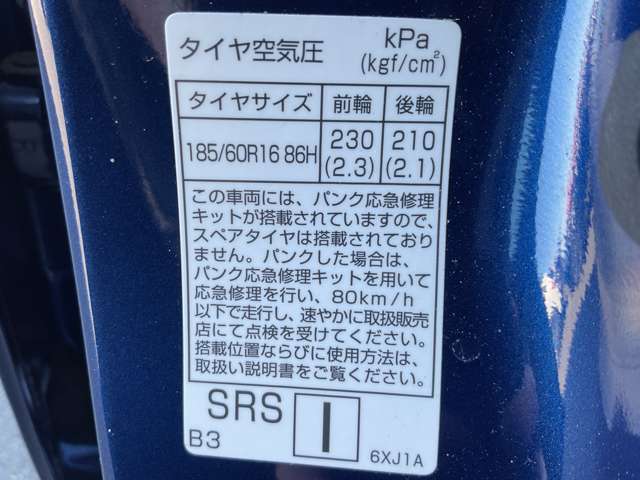 タイヤ空気圧 kPa
(kgf/cm²)
タイヤサイズ 前輪 後輪
185/60R16 86H 230 210
(2.3) (2.1)
この車両には、パンク応急修理
キットが搭載されていますので、
スペアタイヤは搭載されており
ません。パンクした場合は、
パンク応急修理キットを用いて
応急修理を行い、80km/h
以下で走行し、速やかに取扱販売
店にて点検を受けてください。
搭載位置ならびに使用方法は、
取扱い説明書をご覧ください。
SRS I
B3 6XJ1A